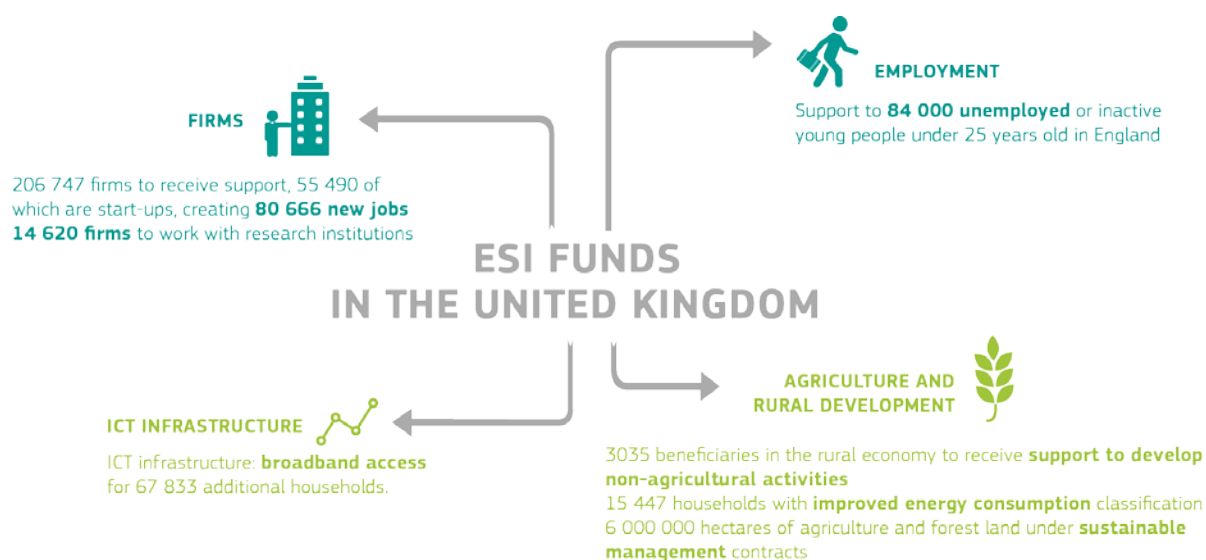 FIRMS
206 747 firms to receive support, 55 490 of
which are start-ups, creating 80 666 new jobs
14 620 firms to work with research institutions
EMPLOYMENT
Support to 84 000 unemployed or inactive
young people under 25 years old in England
ESI FUNDS
IN THE UNITED KINGDOM
ICT INFRASTRUCTURE
ICT infrastructure: broadband access
for 67 833 additional households.
AGRICULTURE AND
RURAL DEVELOPMENT
3035 beneficiaries in the rural economy to receive support to develop
non-agricultural activities
15 447 households with improved energy consumption classification
6 000 000 hectares of agriculture and forest land under sustainable
management contracts